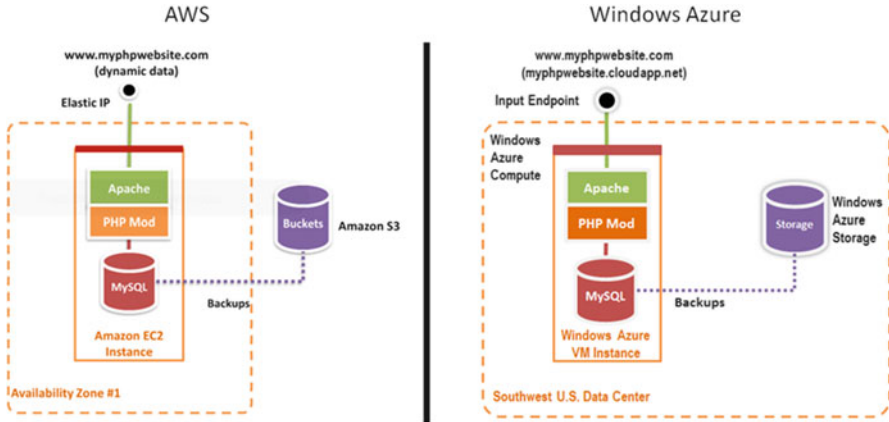 AWS
www.myphpwebsite.com
(dynamic data)
Elastic IP
Apache
PHP Mod
MySQL
Buckets
Amazon S3
Backups
Amazon EC2
Instance
Availability Zone #1
Windows Azure
www.myphpwebsite.com
(myphpwebsite.cloudapp.net)
Input Endpoint
Windows
Azure
Compute
Apache
PHP Mod
MySQL
Storage
Windows
Azure
Storage
Backups
Windows Azure
VM Instance
Southwest U.S. Data Center